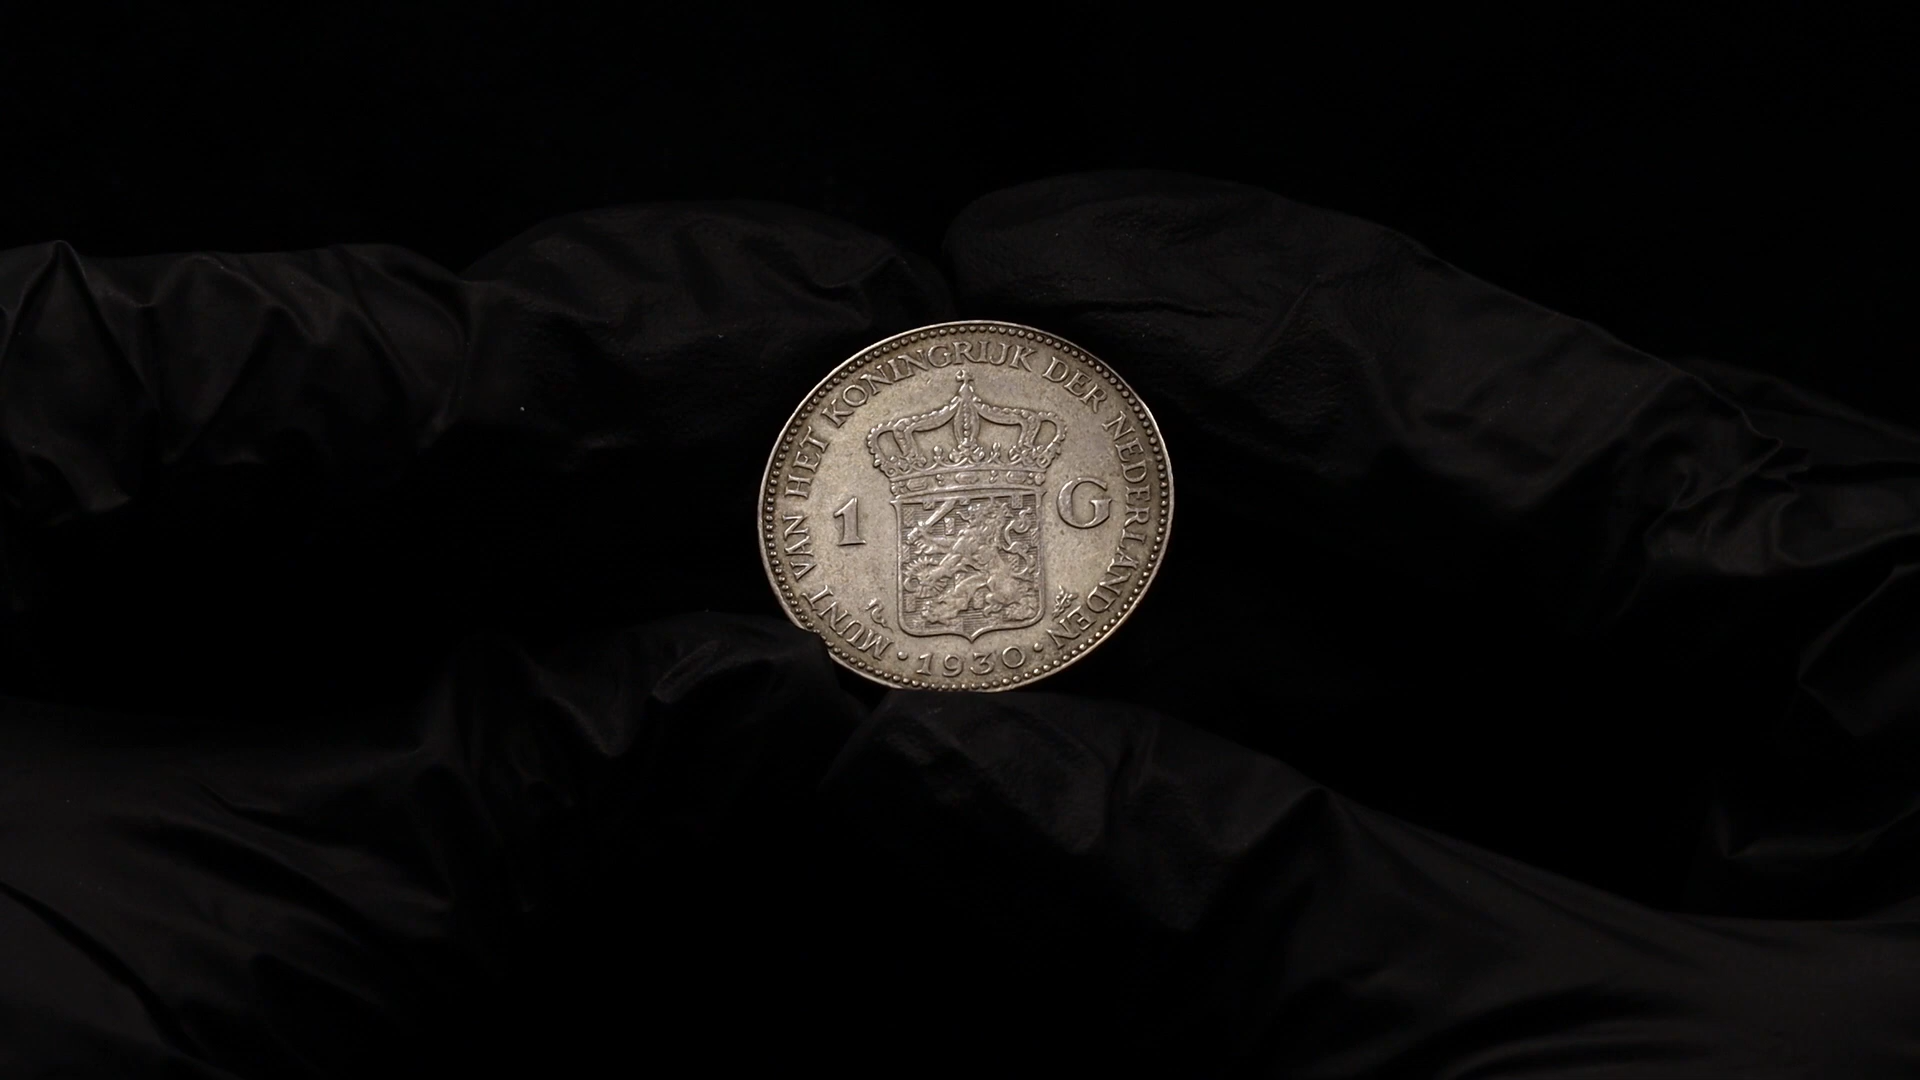 MUNT VAN HET KONINGRIJK DER NEDERLANDEN
1 G
· 1930 ·